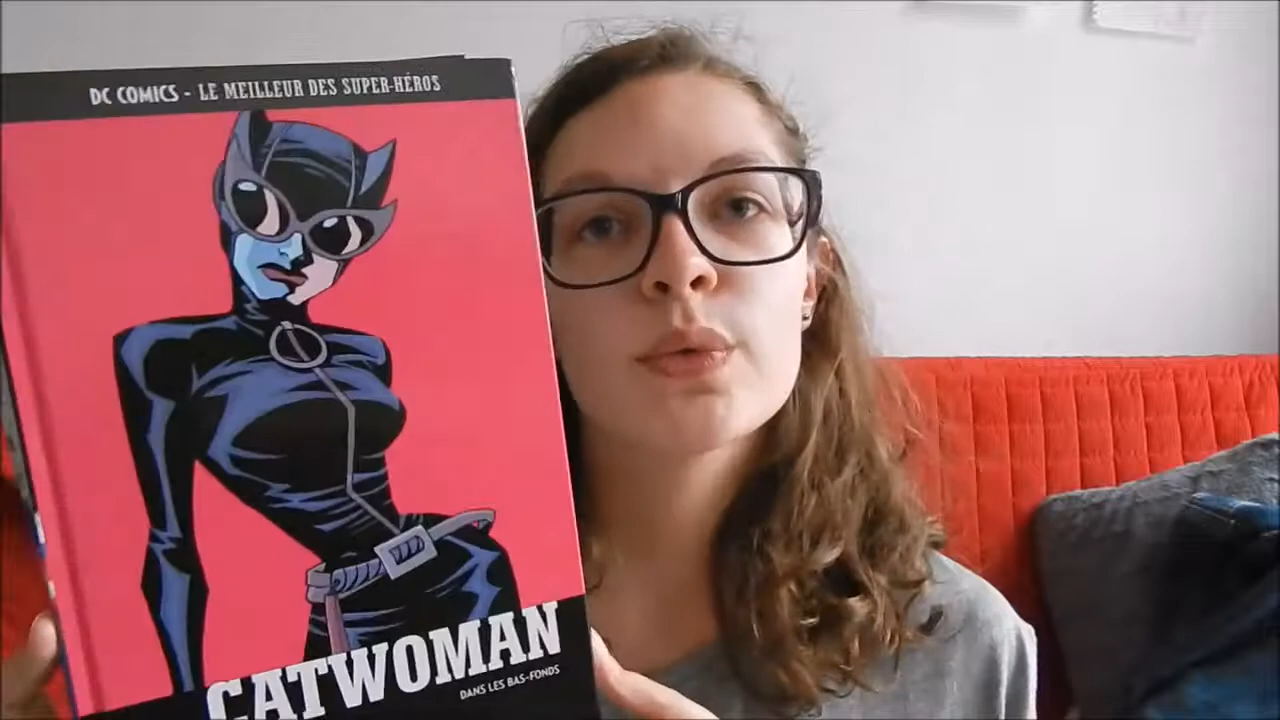 DC COMICS - LE MEILLEUR DES SUPER-HÉROS
CATWOMAN
DANS LES BAS-FONDS